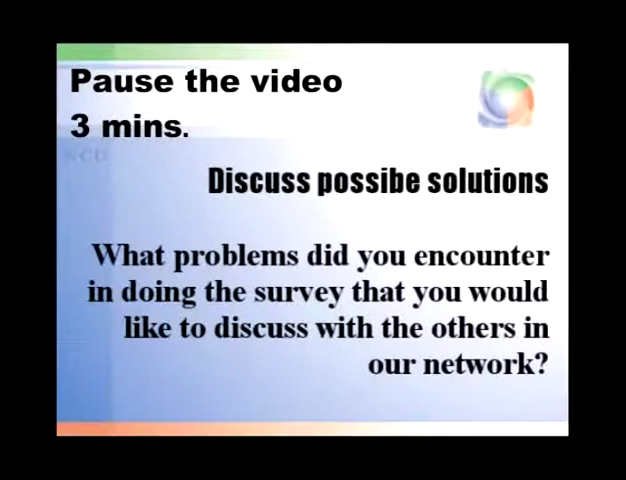 Pause the video
3 mins.
NCD
Discuss possibe solutions
What problems did you encounter
in doing the survey that you would
like to discuss with the others in
our network?